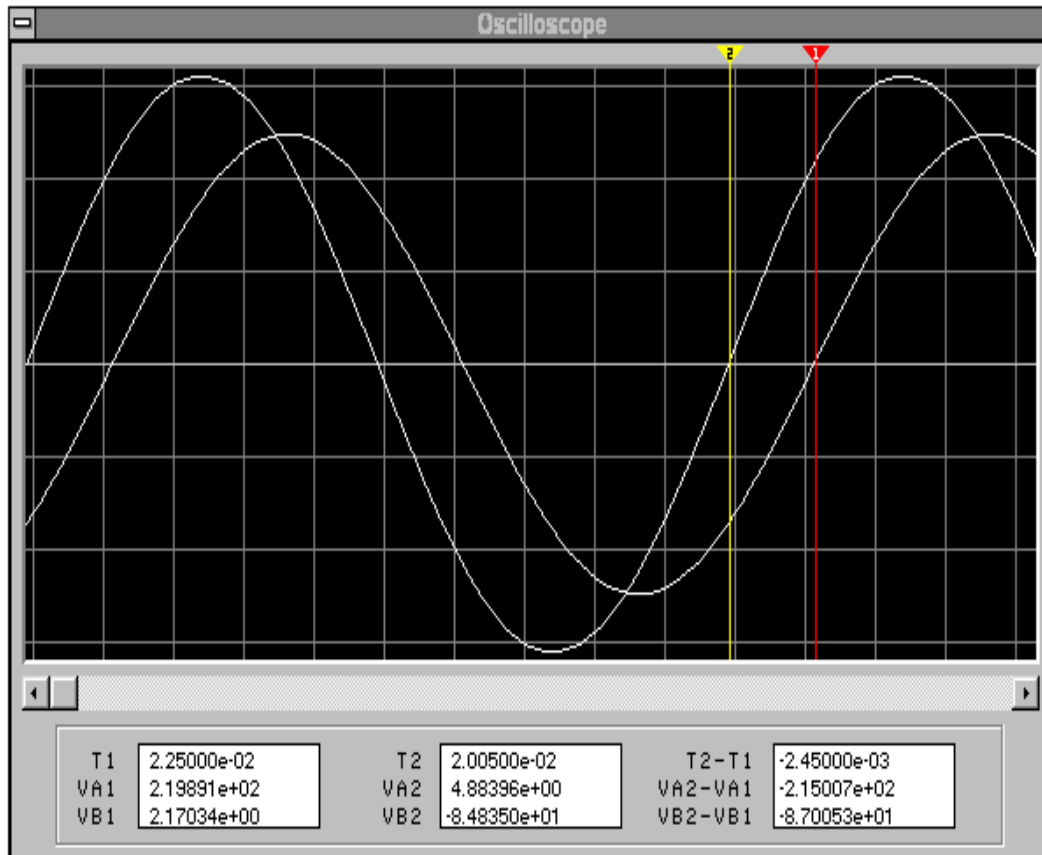 Oscilloscope
2 1
T1 2.25000e-02 T2 2.00500e-02 T2-T1 -2.45000e-03
VA1 2.19891e+02 VA2 4.88396e+00 VA2-VA1 -2.15007e+02
VB1 2.17034e+00 VB2 -8.48350e+01 VB2-VB1 -8.70053e+01